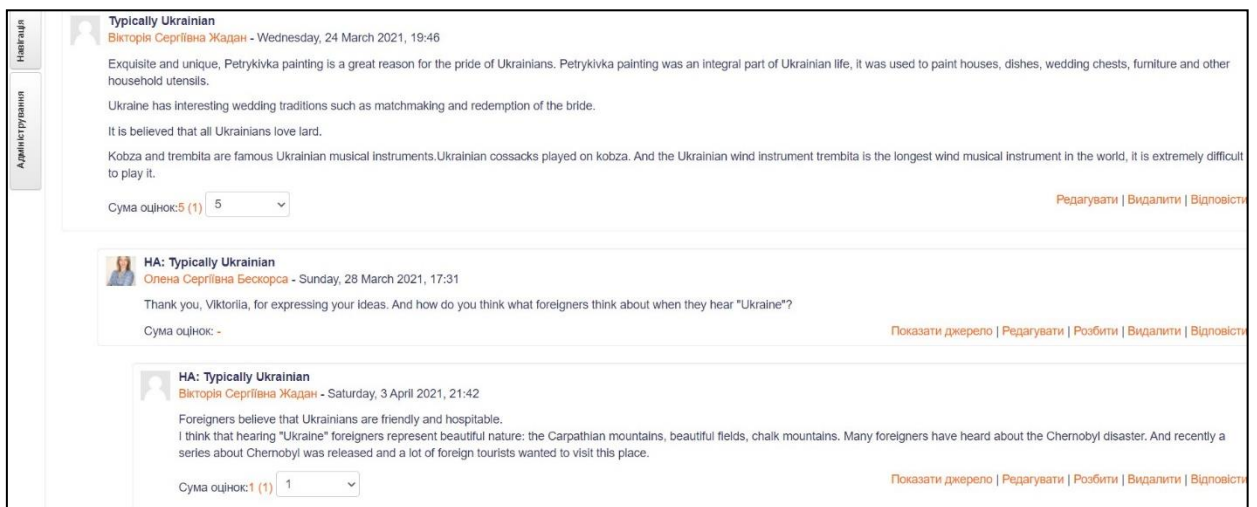 Навігація
Адміністрування
Typically Ukrainian
Вікторія Сергіївна Жадан - Wednesday, 24 March 2021, 19:46
Exquisite and unique, Petrykivka painting is a great reason for the pride of Ukrainians. Petrykivka painting was an integral part of Ukrainian life, it was used to paint houses, dishes, wedding chests, furniture and other
household utensils.
Ukraine has interesting wedding traditions such as matchmaking and redemption of the bride.
It is believed that all Ukrainians love lard.
Kobza and trembita are famous Ukrainian musical instruments.Ukrainian cossacks played on kobza. And the Ukrainian wind instrument trembita is the longest wind musical instrument in the world, it is extremely difficult
to play it.
Сума оцінок:5 (1) 5
Редагувати | Видалити | Відповісти
НА: Typically Ukrainian
Олена Сергіївна Бескорса - Sunday, 28 March 2021, 17:31
Thank you, Viktoriia, for expressing your ideas. And how do you think what foreigners think about when they hear "Ukraine"?
Сума оцінок: -
Показати джерело | Редагувати | Розбити | Видалити | Відповісти
НА: Typically Ukrainian
Вікторія Сергіївна Жадан - Saturday, 3 April 2021, 21:42
Foreigners believe that Ukrainians are friendly and hospitable.
I think that hearing "Ukraine" foreigners represent beautiful nature: the Carpathian mountains, beautiful fields, chalk mountains. Many foreigners have heard about the Chernobyl disaster. And recently a
series about Chernobyl was released and a lot of foreign tourists wanted to visit this place.
Сума оцінок:1 (1) 1
Показати джерело | Редагувати | Розбити | Видалити | Відповісти